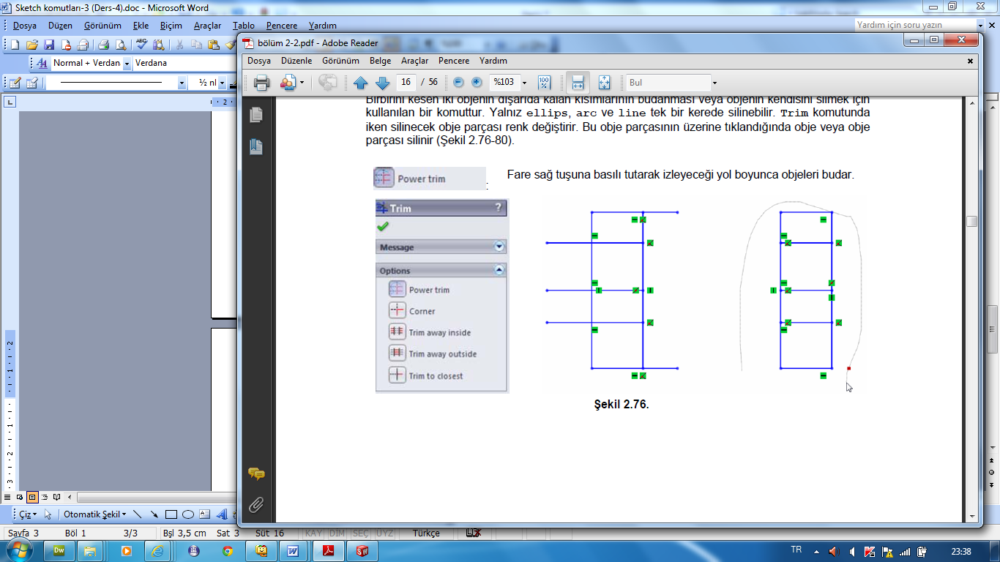 Sketch komutları-3 (Ders-4).doc - Microsoft Word
Dosya Düzen Görünüm Ekle Biçim Araçlar Tablo Pencere Yardım
Yardım için soru yazın
Normal + Verdan Verdana
½ nl
bölüm 2-2.pdf - Adobe Reader
Dosya Düzenle Görünüm Belge Araçlar Pencere Yardım
16 / 56 %103 Bul
Birbirini kesen iki objenin dışarıda kalan kısımlarının budanması veya objenin kendisini silmek için
kullanılan bir komuttur. Yalnız ellips, arc ve line tek bir kerede silinebilir. Trim komutunda
iken silinecek obje parçası renk değiştirir. Bu obje parçasının üzerine tıklandığında obje veya obje
parçası silinir (Şekil 2.76-80).
Power trim : Fare sağ tuşuna basılı tutarak izleyeceği yol boyunca objeleri budar.
Trim ?
Message
Options
Power trim
Corner
Trim away inside
Trim away outside
Trim to closest
Şekil 2.76.
Çiz Otomatik Şekil
Sayfa 3 Böl 1 3/3 Bşl 3,5 cm Sat 3 Süt 16 KAY DİM SEÇ ÜYZ Türkçe
TR 23:38